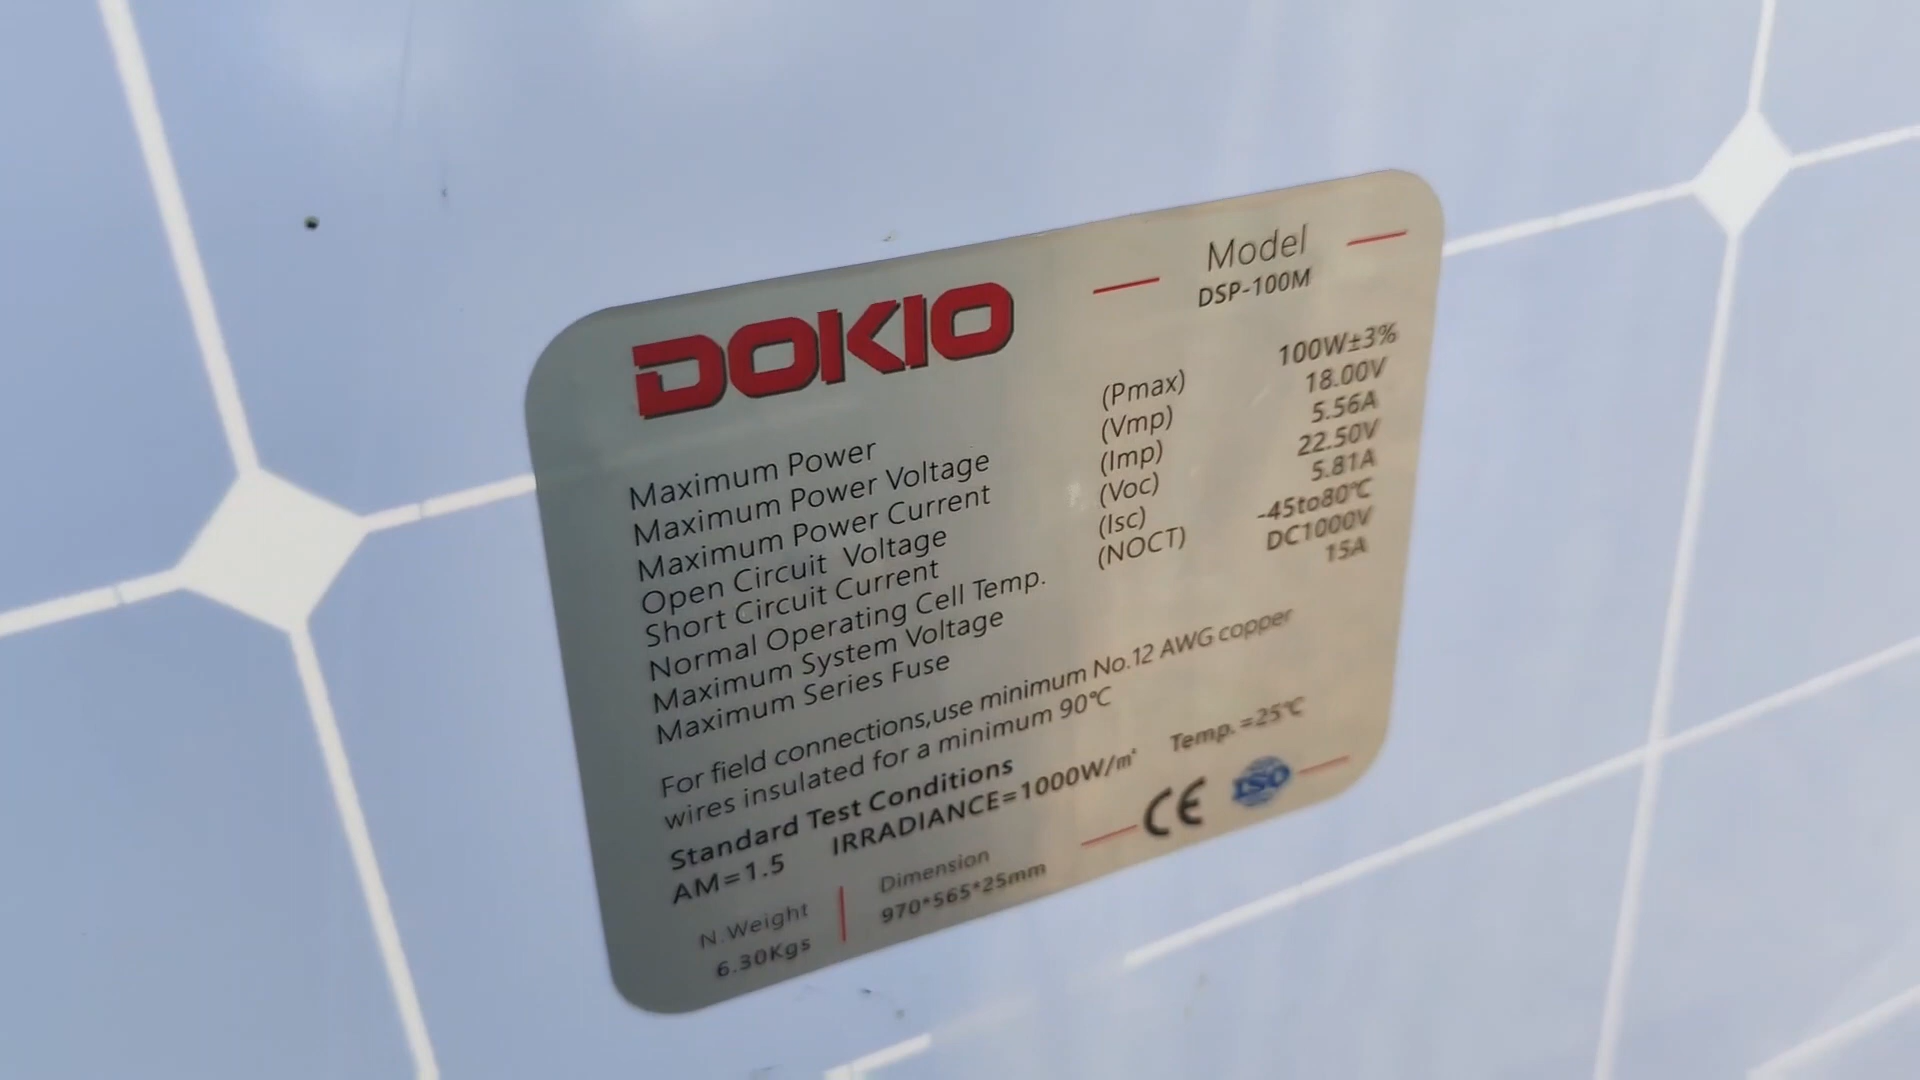 DOKIO
Model
DSP-100M
Maximum Power (Pmax) 100W±3%
Maximum Power Voltage (Vmp) 18.00V
Maximum Power Current (Imp) 5.56A
Open Circuit Voltage (Voc) 22.50V
Short Circuit Current (Isc) 5.81A
Normal Operating Cell Temp. (NOCT) -45to80℃
Maximum System Voltage DC1000V
Maximum Series Fuse 15A
For field connections,use minimum No.12 AWG copper
wires insulated for a minimum 90℃
Standard Test Conditions
AM=1.5 IRRADIANCE=1000W/m² Temp.=25℃
N.Weight
6.30Kgs
Dimension
970*565*25mm
CE
ISO